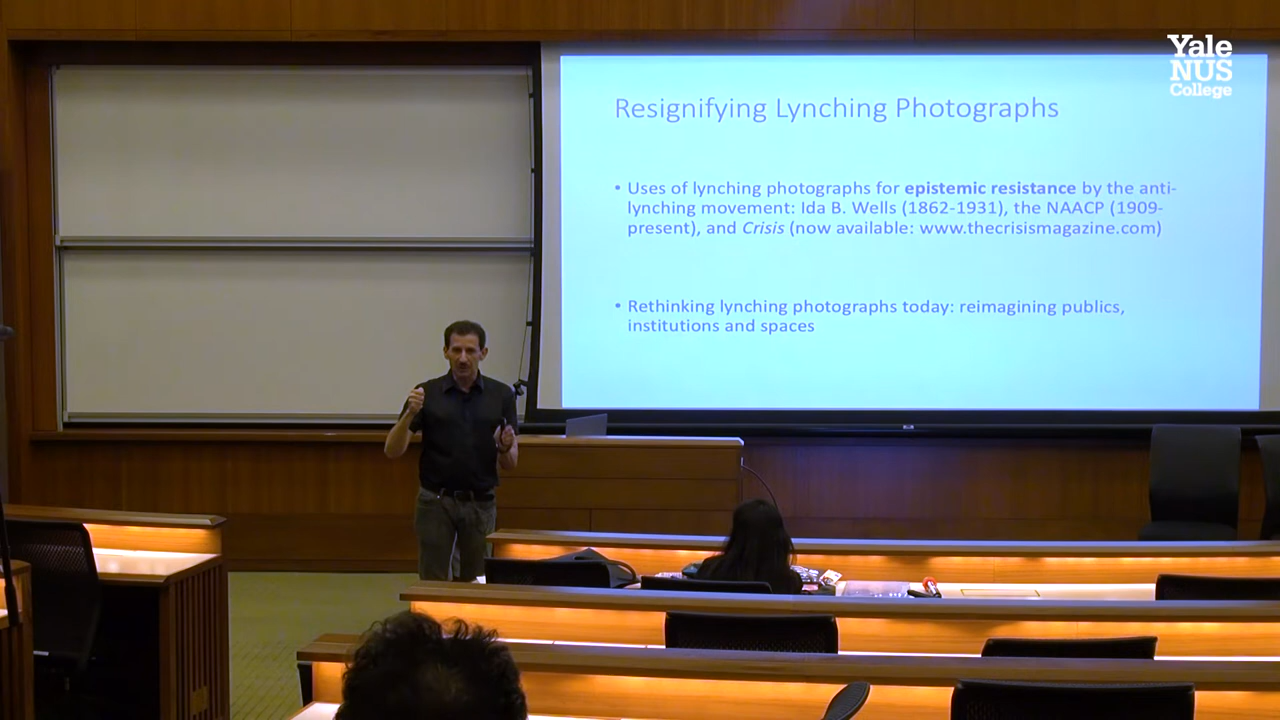 Yale
NUS
College
Resignifying Lynching Photographs
• Uses of lynching photographs for epistemic resistance by the anti-
lynching movement: Ida B. Wells (1862-1931), the NAACP (1909-
present), and Crisis (now available: www.thecrisismagazine.com)
• Rethinking lynching photographs today: reimagining publics,
institutions and spaces